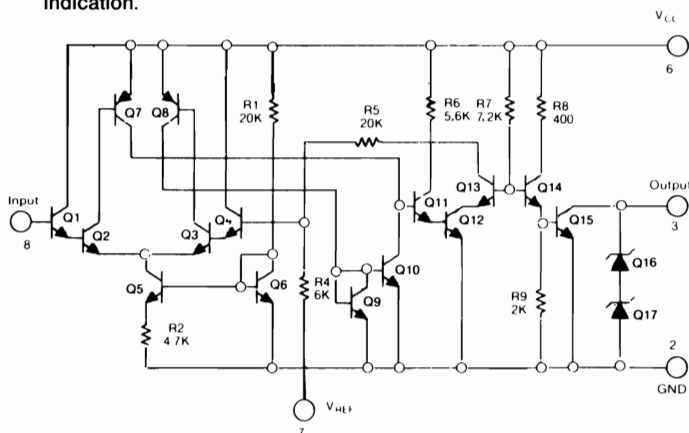 indication.
VCC
6
R1
20K
R5
20K
R6
5.6K
R7
7.2K
R8
400
Q7
Q8
Input
8
Q1
Q2
Q3
Q4
Q13
Q14
Output
3
Q11
Q12
Q15
Q16
Q5
Q6
R4
6K
Q10
Q9
R9
2K
Q17
R2
4.7K
2
GND
VREF
7